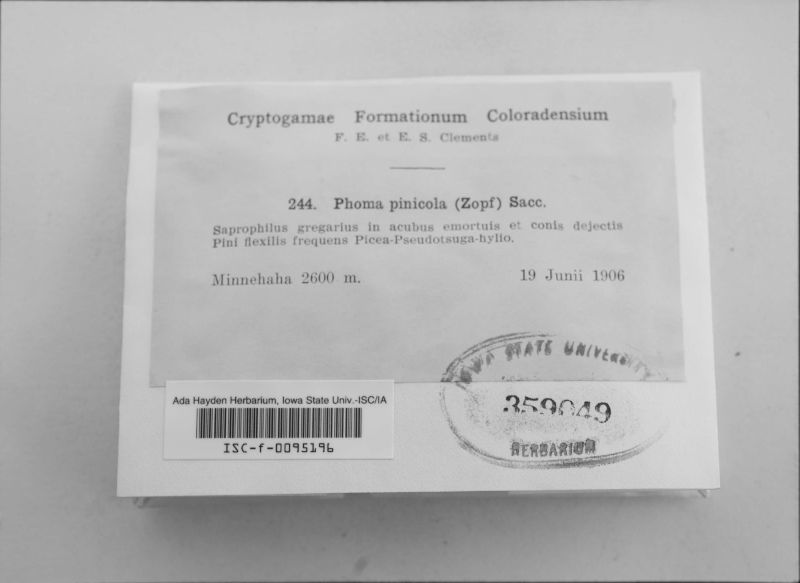 Cryptogamae Formationum Coloradensium
F. E. et E. S. Clements
244. Phoma pinicola (Zopf) Sacc.
Saprophilus gregarius in acubus emortuis et conis dejectis
Pini flexilis frequens Picea-Pseudotsuga-hylio.
Minnehaha 2600 m. 19 Junii 1906
IOWA STATE UNIVERSITY
359049
HERBARIUM
Ada Hayden Herbarium, Iowa State Univ.-ISC/IA
ISC-f-0095196